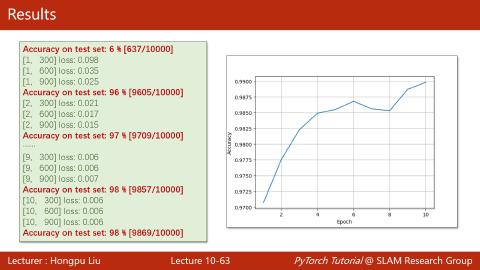 Results
Accuracy on test set: 6 % [637/10000]
[1, 300] loss: 0.098
[1, 600] loss: 0.035
[1, 900] loss: 0.025
Accuracy on test set: 96 % [9605/10000]
[2, 300] loss: 0.021
[2, 600] loss: 0.017
[2, 900] loss: 0.015
Accuracy on test set: 97 % [9709/10000]
......
[9, 300] loss: 0.006
[9, 600] loss: 0.006
[9, 900] loss: 0.007
Accuracy on test set: 98 % [9857/10000]
[10, 300] loss: 0.006
[10, 600] loss: 0.006
[10, 900] loss: 0.006
Accuracy on test set: 98 % [9869/10000]
0.9900
0.9875
0.9850
0.9825
0.9800
0.9775
0.9750
0.9725
0.9700
Accuracy
2 4 6 8 10
Epoch
Lecturer : Hongpu Liu
Lecture 10-63
PyTorch Tutorial @ SLAM Research Group